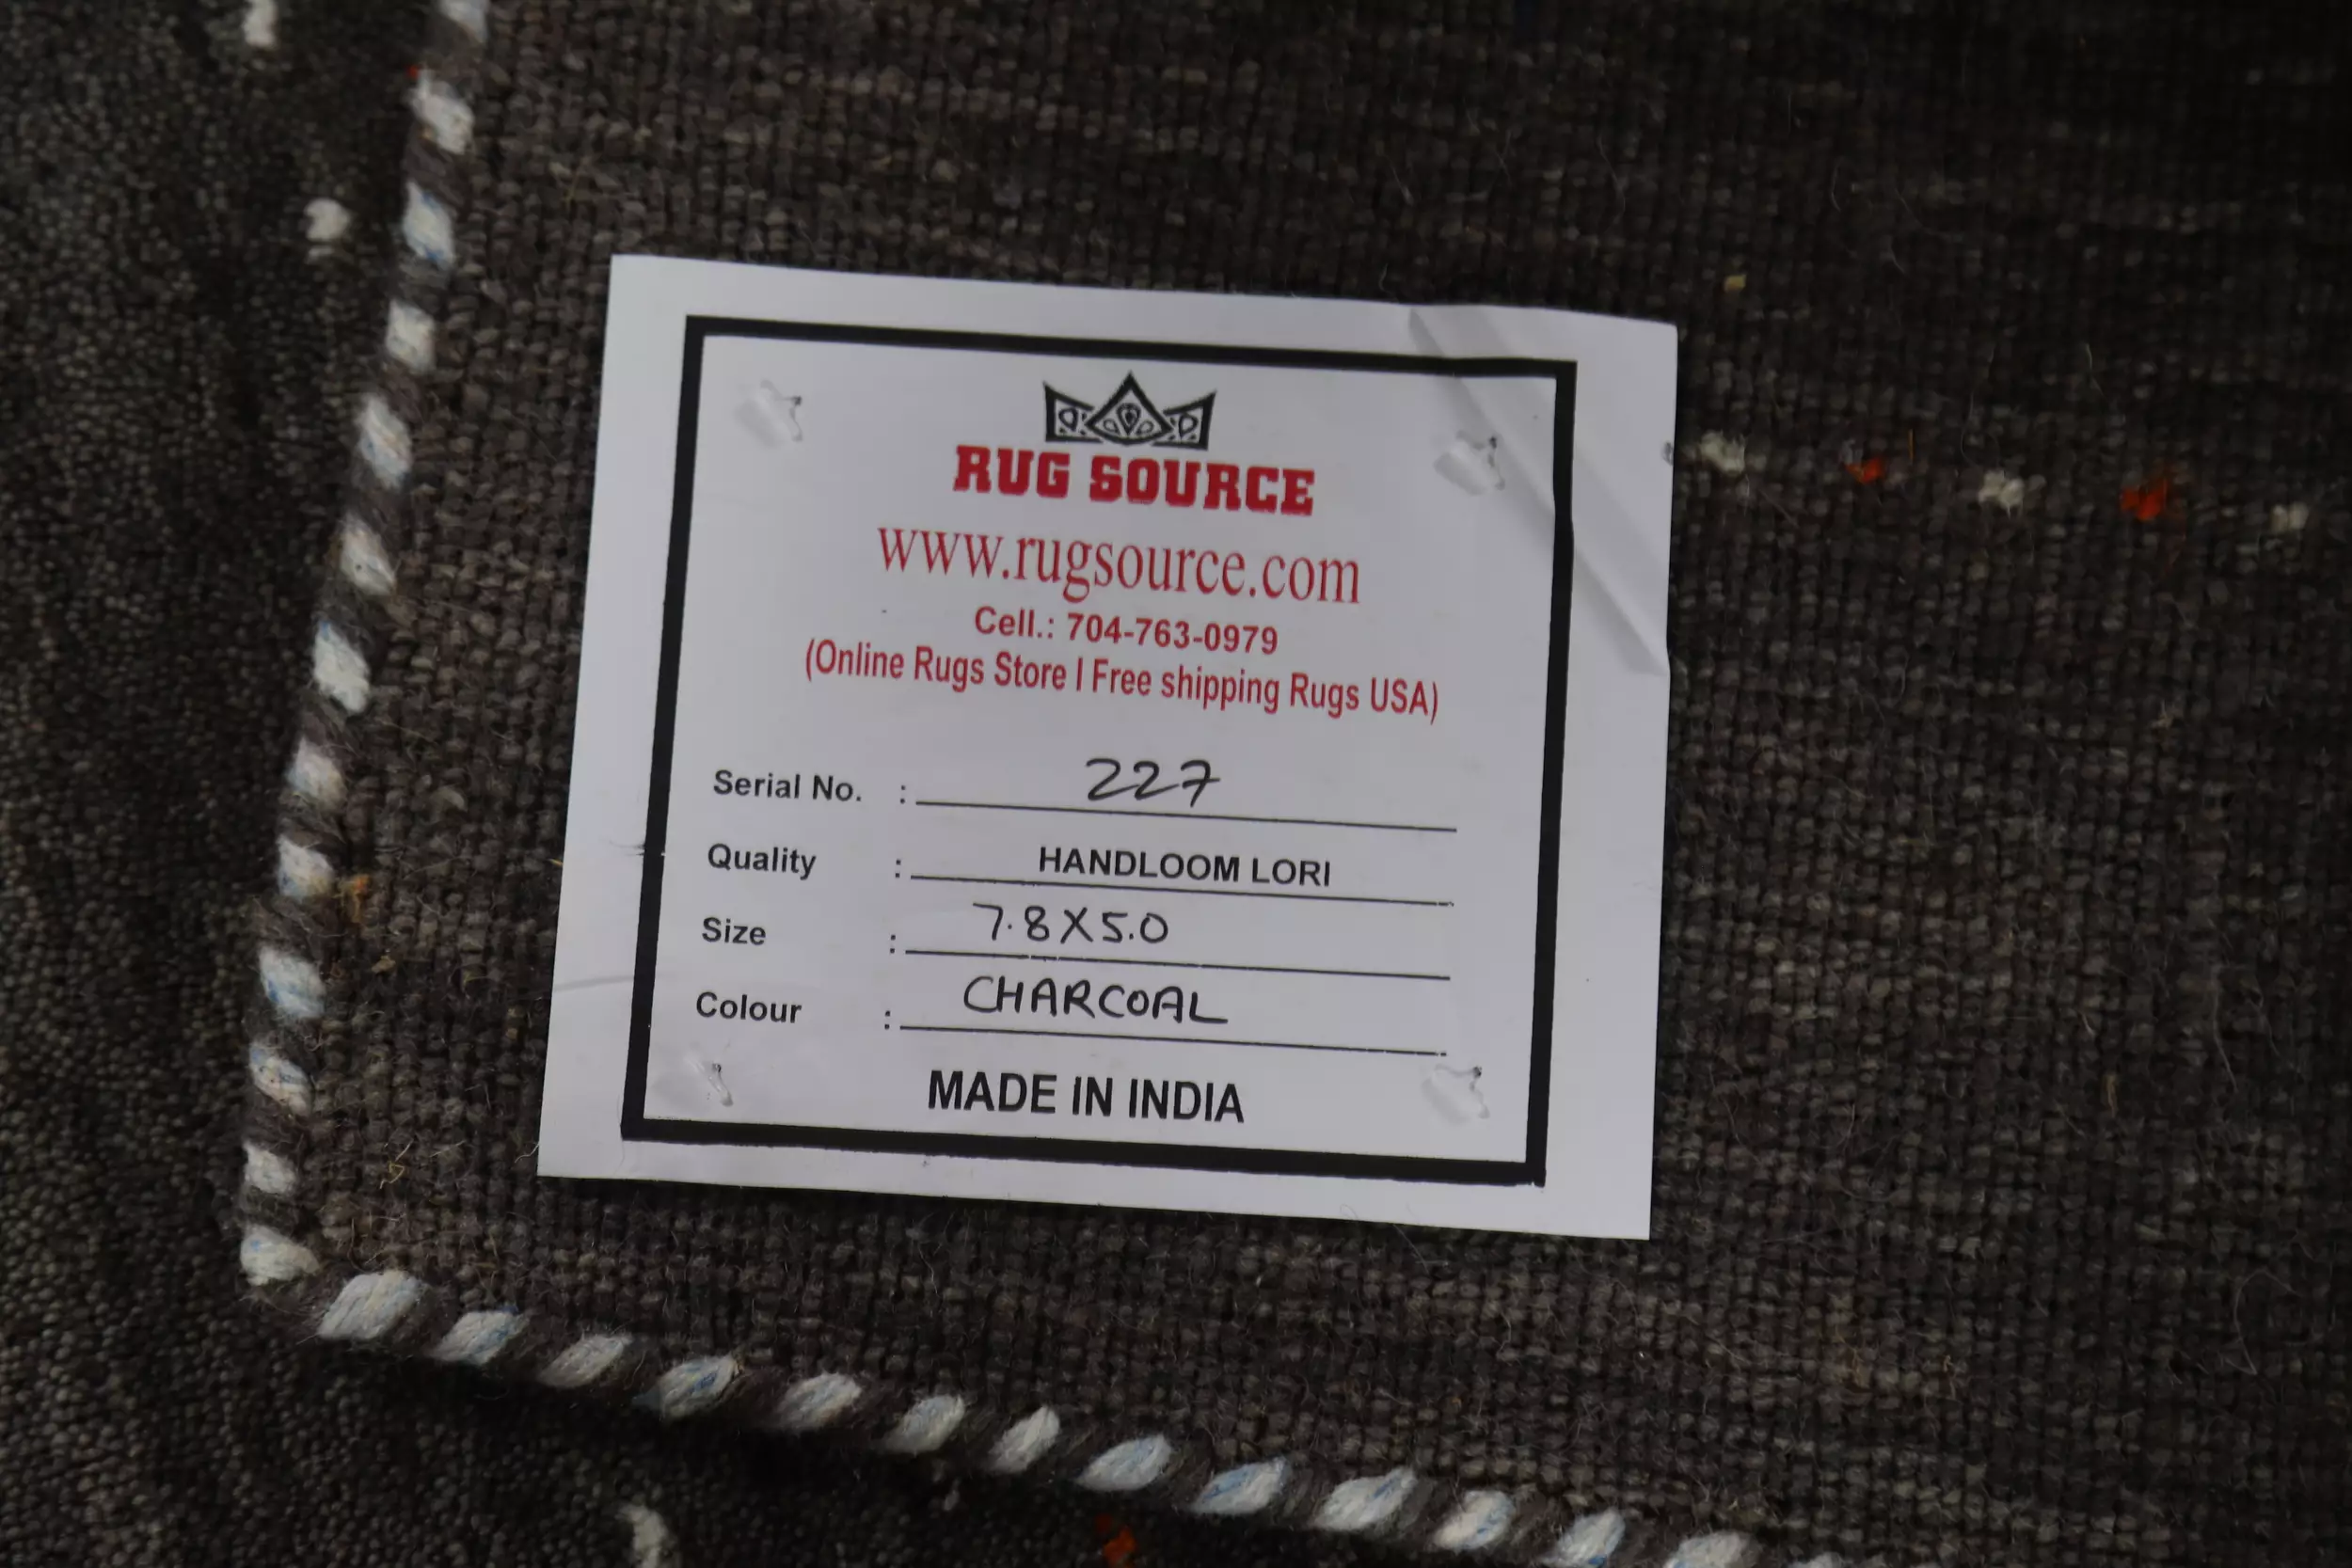 RUG SOURCE
www.rugsource.com
Cell.: 704-763-0979
(Online Rugs Store I Free shipping Rugs USA)
Serial No. : 227
Quality : HANDLOOM LORI
Size : 7.8X5.0
Colour : CHARCOAL
MADE IN INDIA